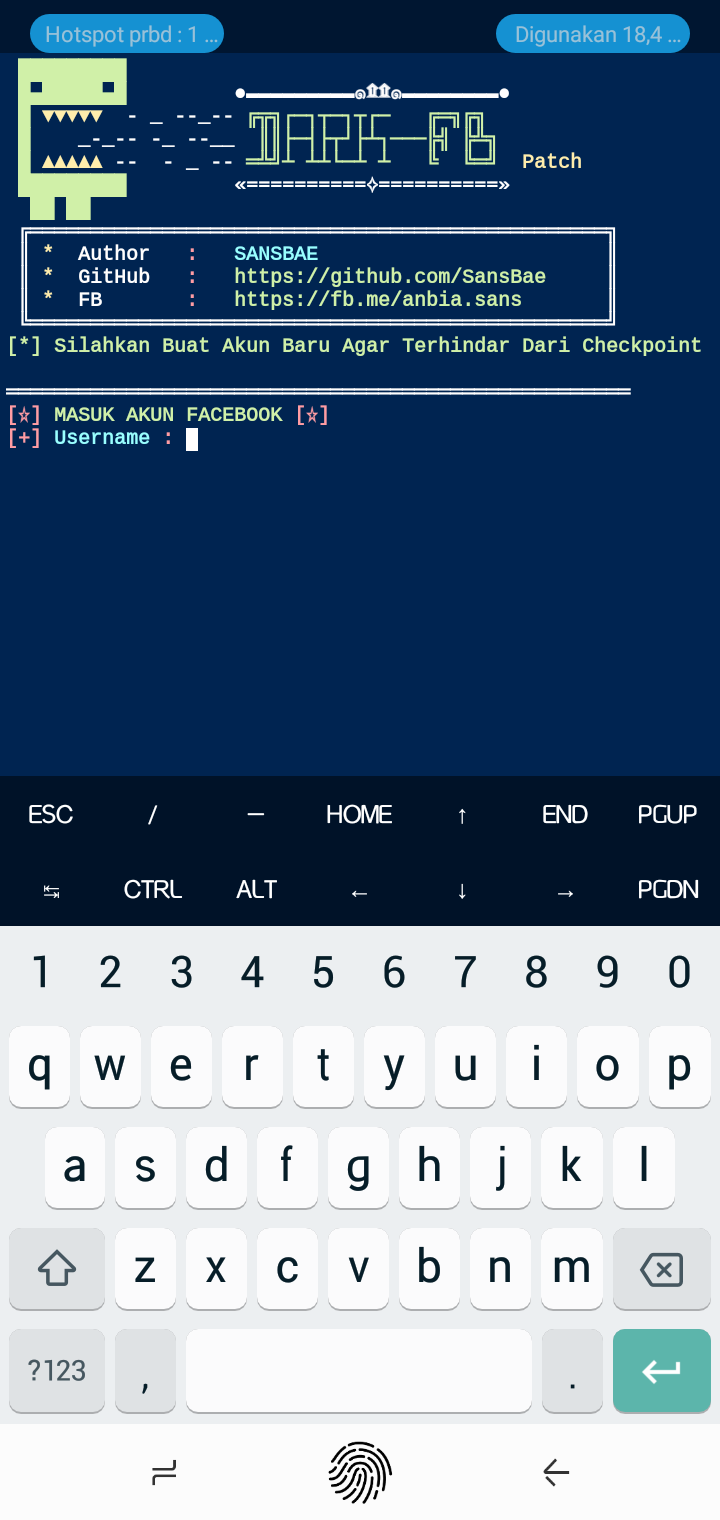 Hotspot prbd : 1 ...
Digunakan 18,4 ...
DARK-FB
Patch
«==========✧==========»
* Author : SANSBAE
* GitHub : https://github.com/SansBae
* FB : https://fb.me/anbia.sans
[*] Silahkan Buat Akun Baru Agar Terhindar Dari Checkpoint
[☆] MASUK AKUN FACEBOOK [☆]
[+] Username :
ESC / — HOME ↑ END PGUP
↹ CTRL ALT ← ↓ → PGDN
1 2 3 4 5 6 7 8 9 0
q w e r t y u i o p
a s d f g h j k l
z x c v b n m
?123 , .